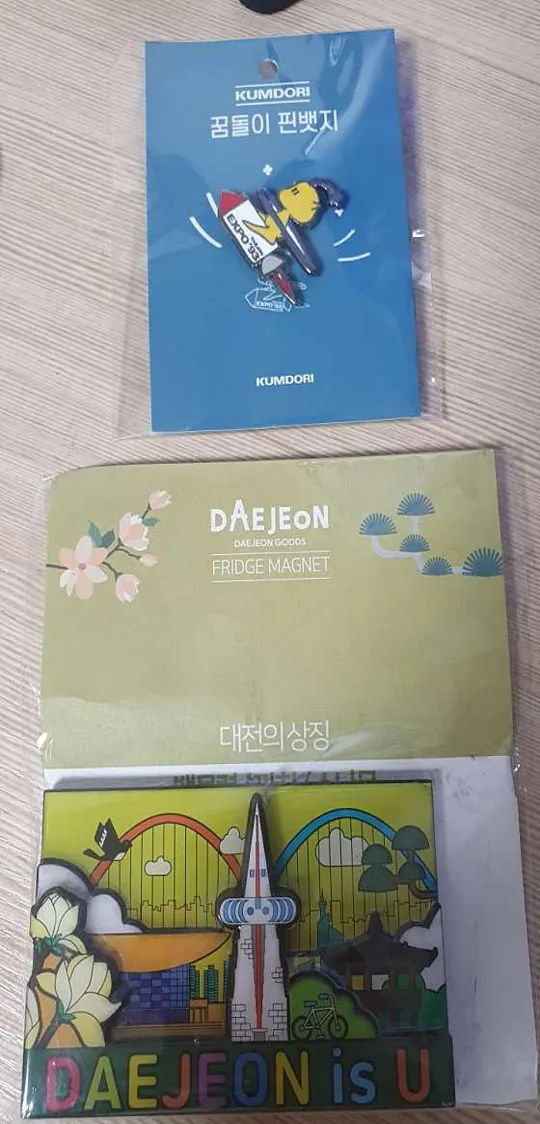 KUMDORI
꿈돌이 핀뱃지
EXPO'93
KUMDORI
DAEJEON
DAEJEON GOODS
FRIDGE MAGNET
대전의 상징
DAEJEON is U